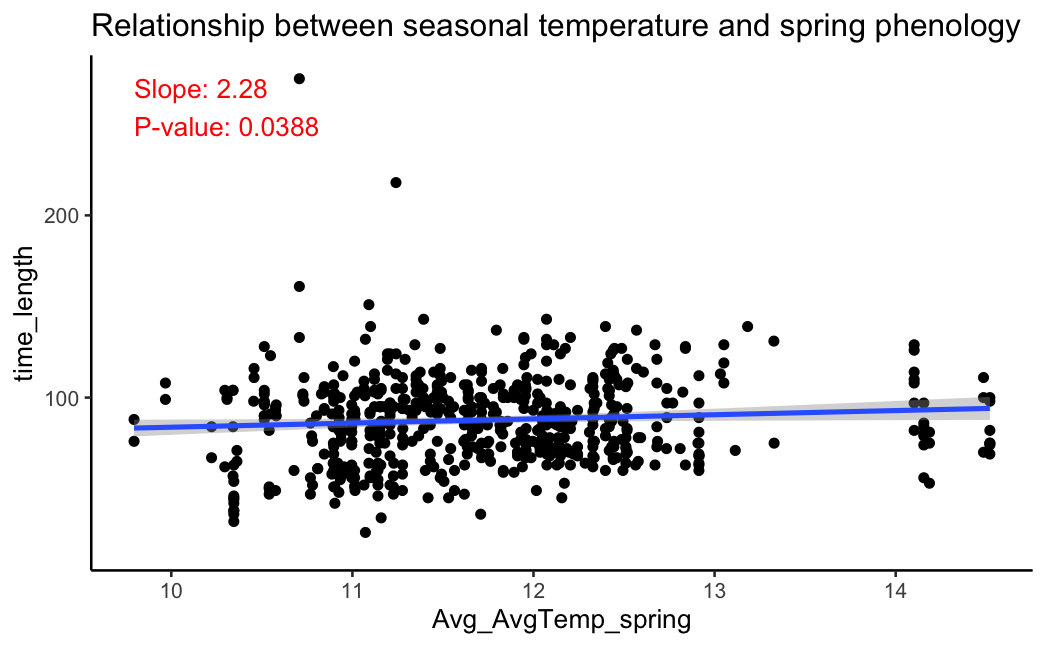 Relationship between seasonal temperature and spring phenology
Slope: 2.28
P-value: 0.0388
time_length
200
100
10 11 12 13 14
Avg_AvgTemp_spring